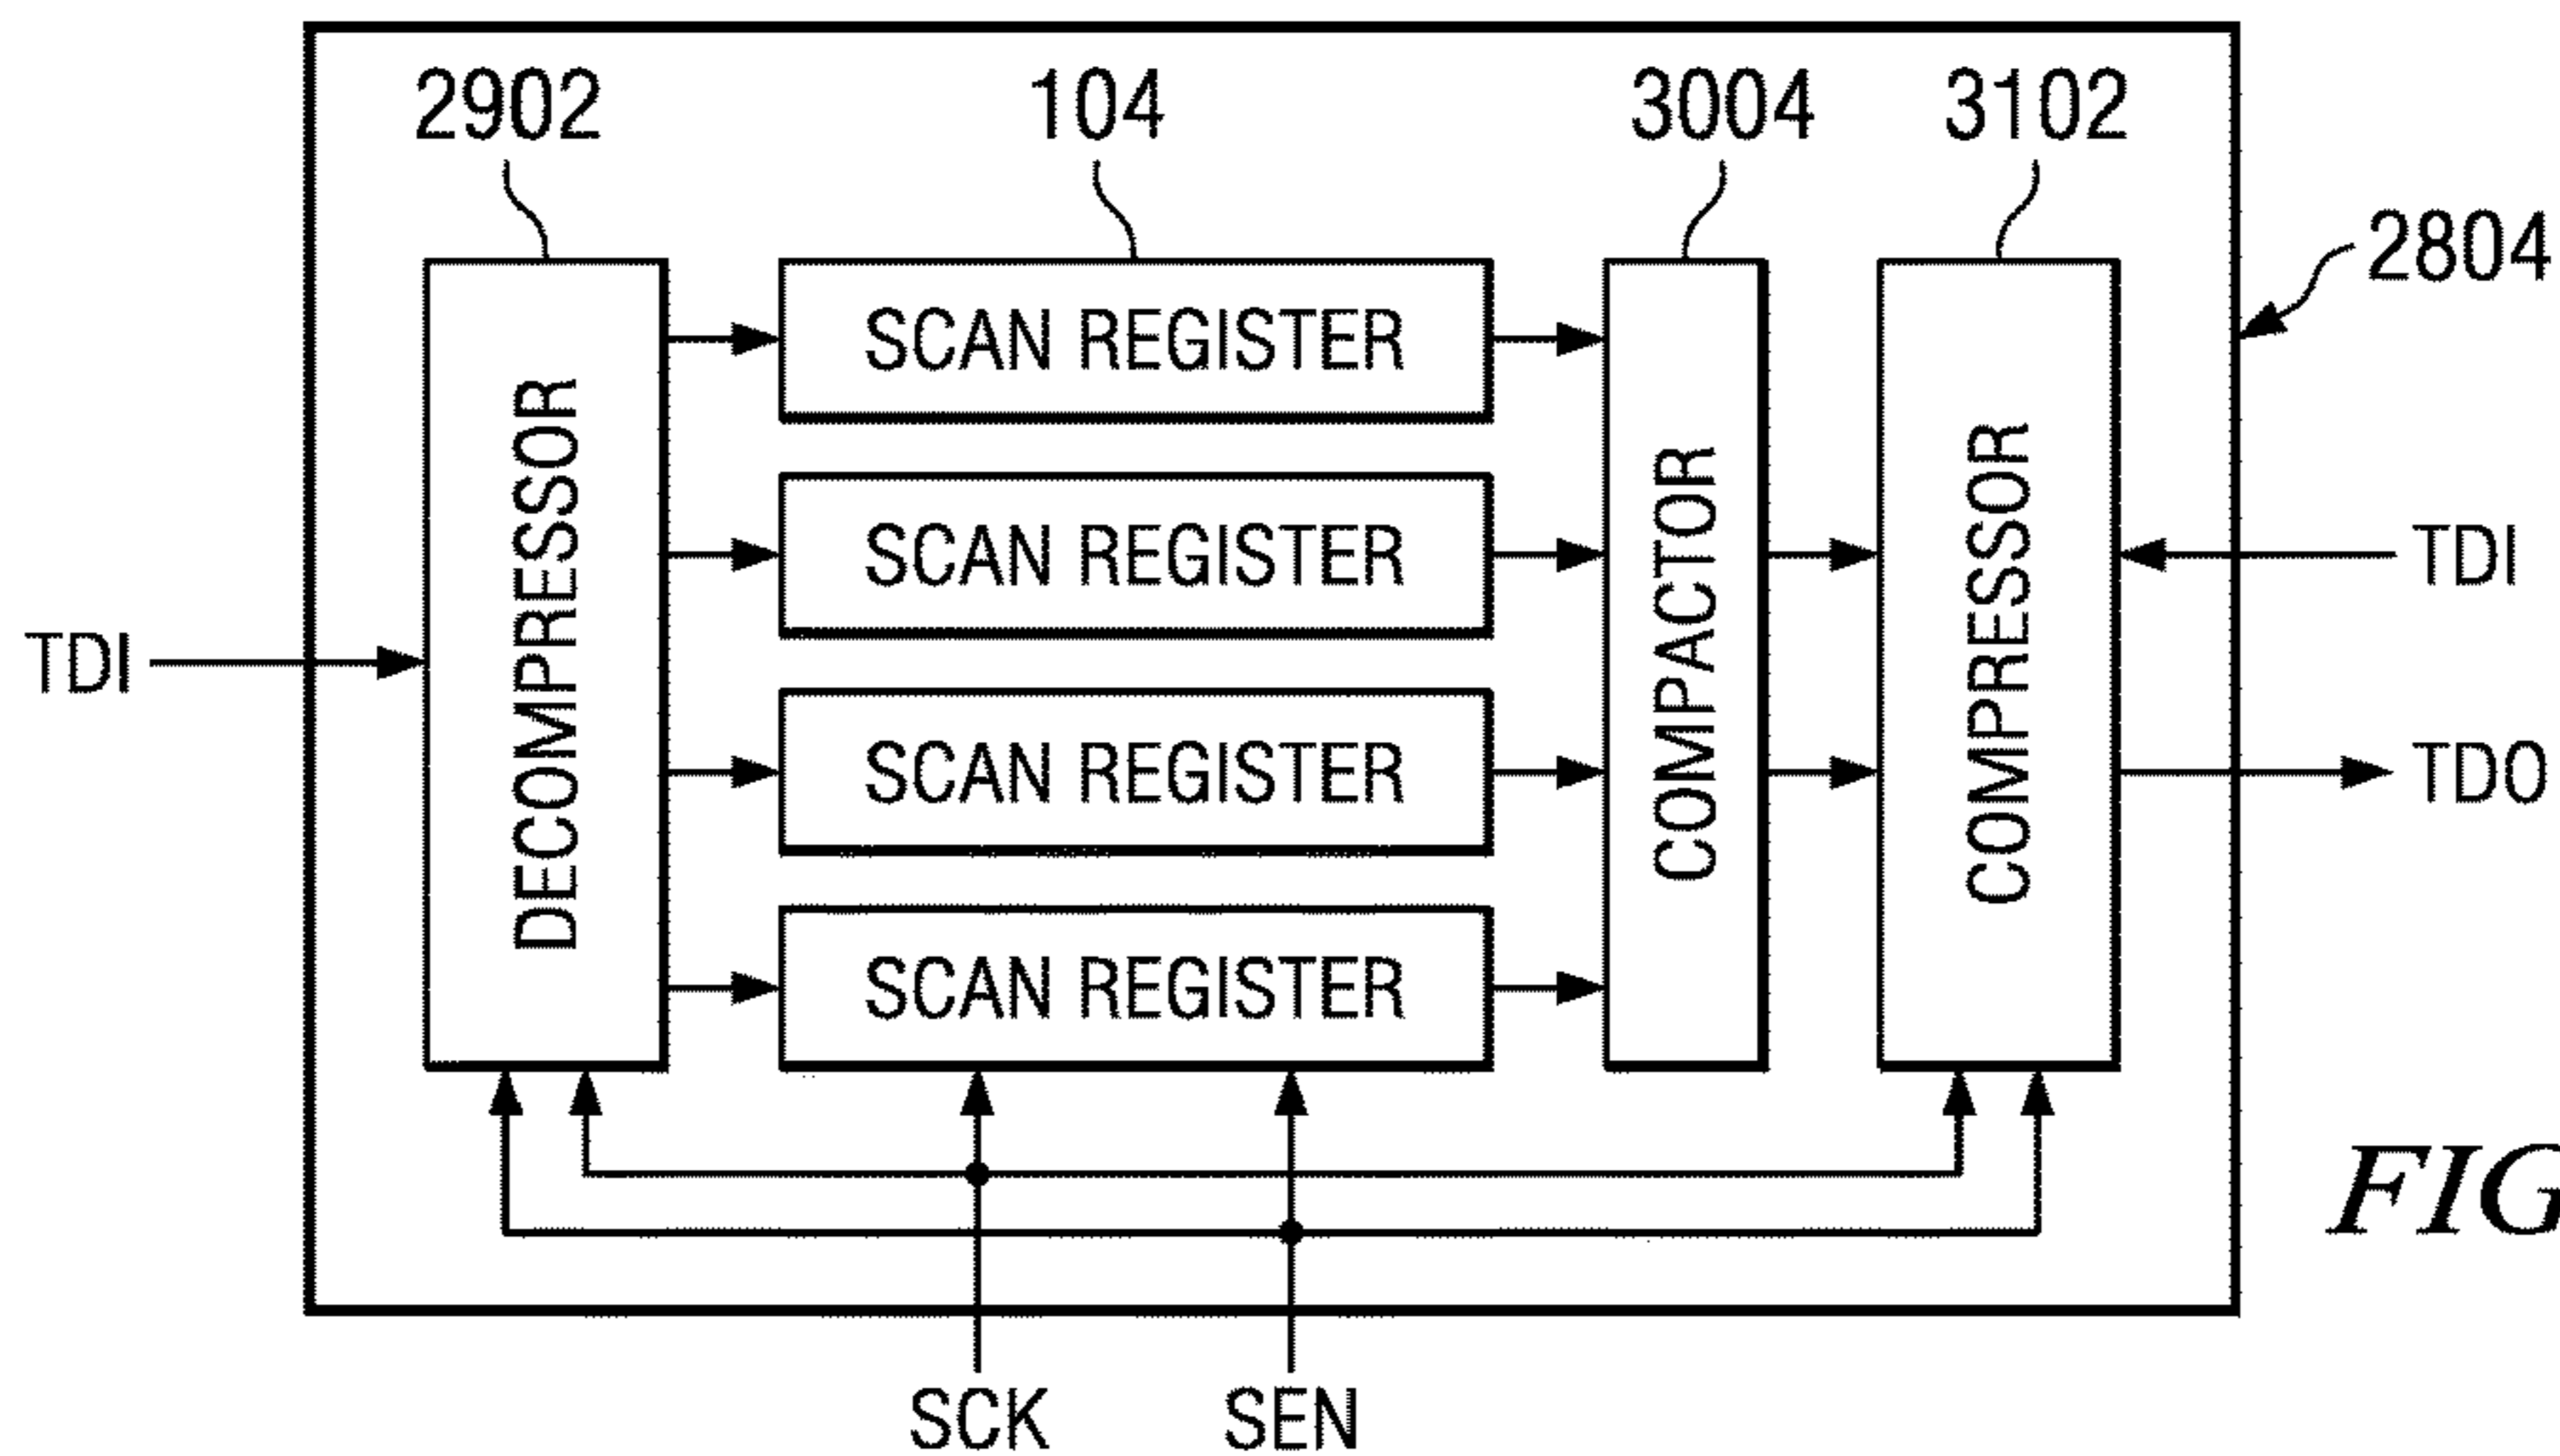 2902 104 3004 3102
2804
DECOMPRESSOR
SCAN REGISTER
SCAN REGISTER
SCAN REGISTER
SCAN REGISTER
COMPACTOR
COMPRESSOR
TDI
TDI
TDO
SCK SEN
FIG